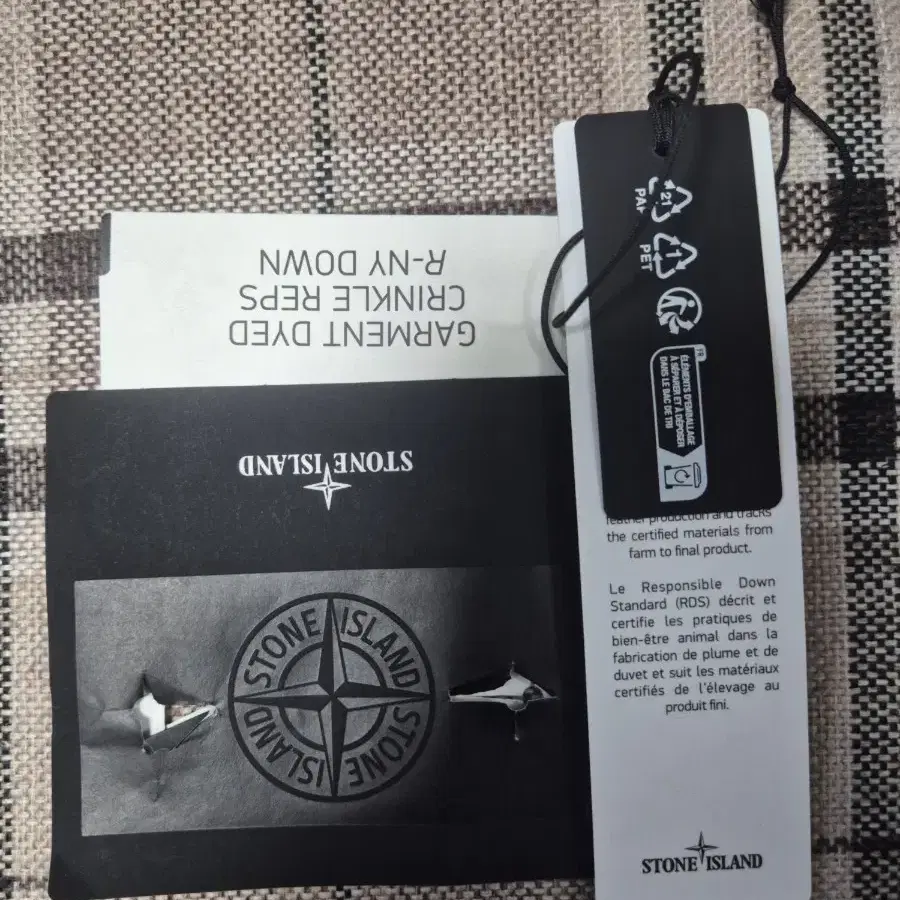 GARMENT DYED
CRINKLE REPS
R-NY DOWN
STONE ISLAND
STONE ISLAND
STONE ISLAND
21
PAP
1
PET
FR
ÉLÉMENTS D'EMBALLAGE
À SÉPARER ET À DÉPOSER
DANS LE BAC DE TRI
feather production and tracks
the certified materials from
farm to final product.
Le Responsible Down
Standard (RDS) décrit et
certifie les pratiques de
bien-être animal dans la
fabrication de plume et de
duvet et suit les matériaux
certifiés de l'élevage au
produit fini.
STONE ISLAND